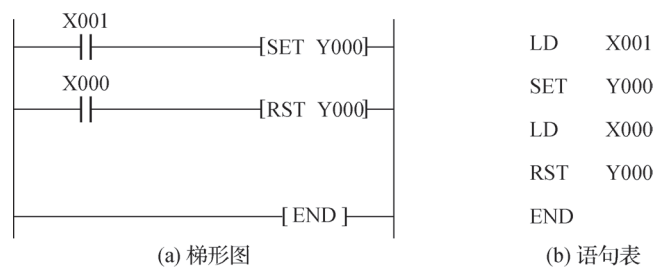 X001
[SET Y000]
X000
[RST Y000]
[ END ]
(a) 梯形图
LD X001
SET Y000
LD X000
RST Y000
END
(b) 语句表